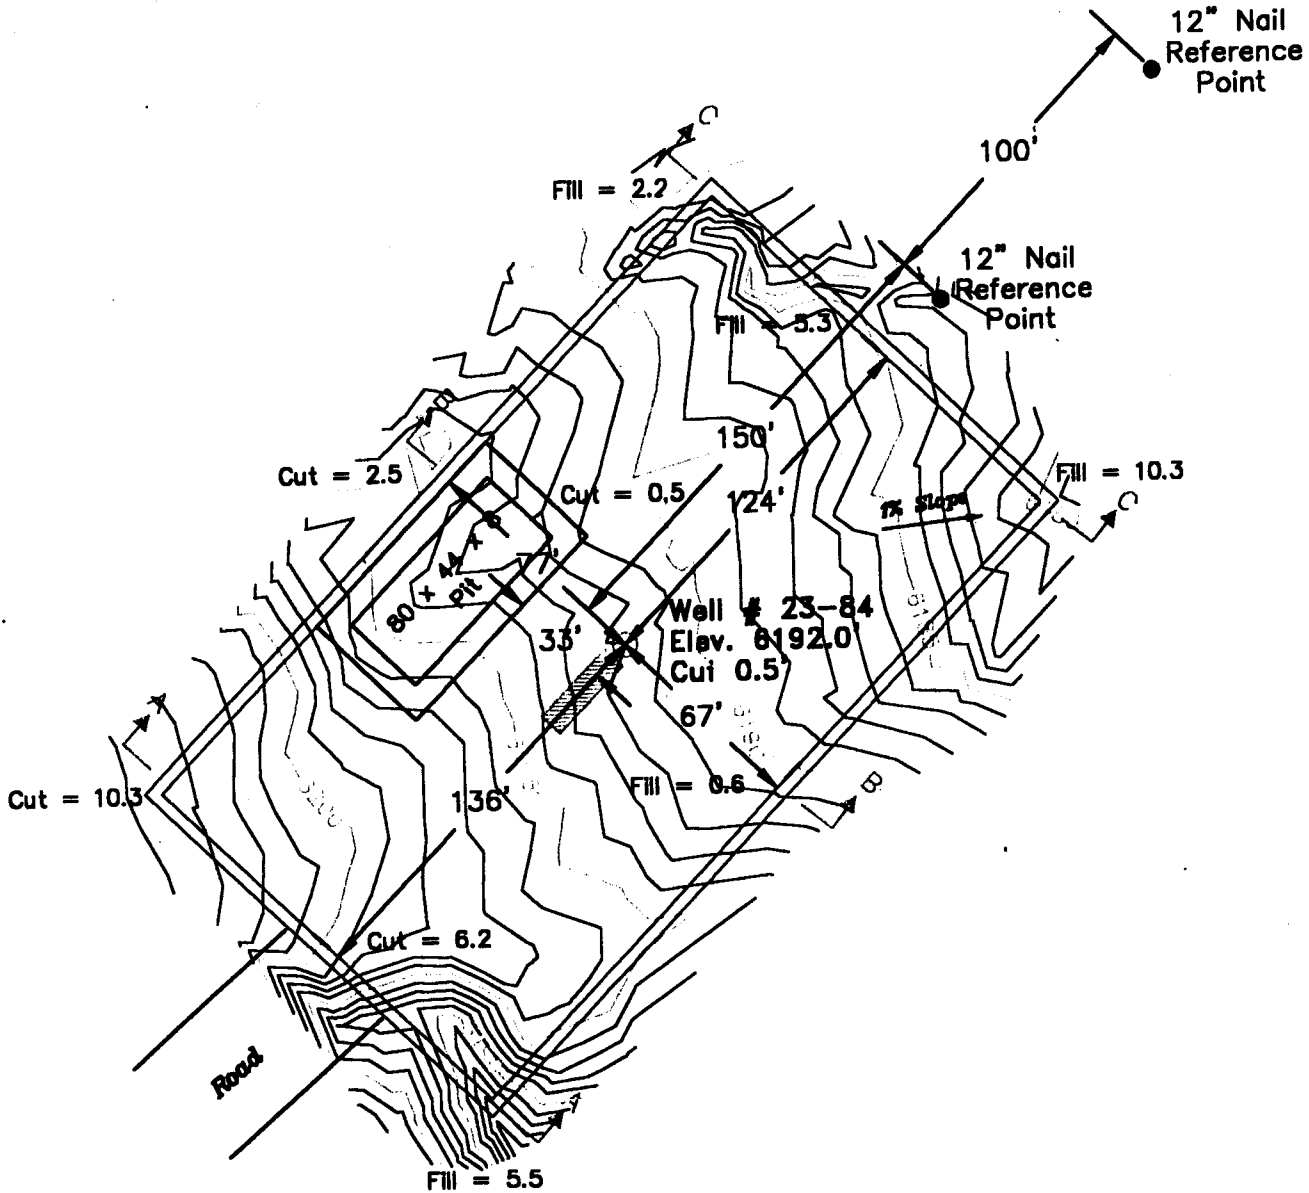 12" Nail
Reference
Point
C
100'
Fill = 2.2
12" Nail
Reference
Point
Fill = 5.3
150'
Cut = 2.5
Cut = 0.5
Fill = 10.3
124'
1% Slope
C
80 x 44 x
Pit
33'
Well # 23-84
Elev. 6192.0'
Cut 0.5'
67'
A
Cut = 10.3
136'
Fill = 0.6
B
6200
Cut = 6.2
Road
A
Fill = 5.5